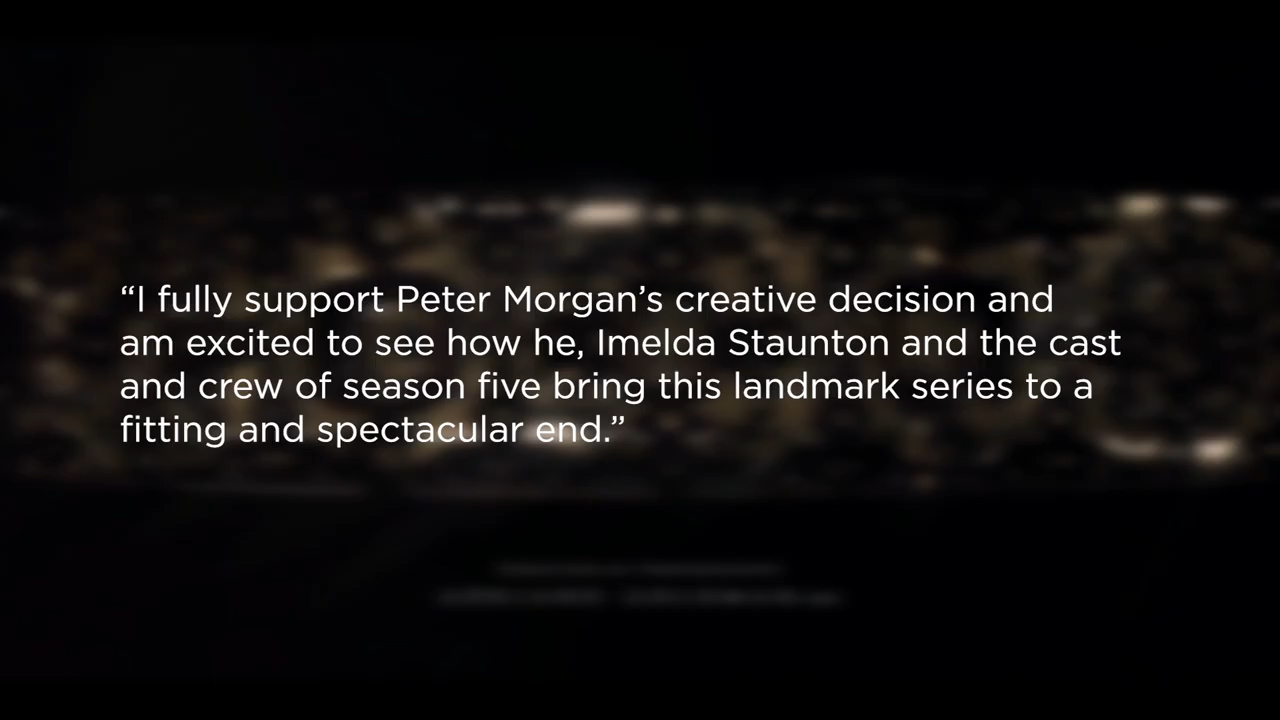 “I fully support Peter Morgan’s creative decision and
am excited to see how he, Imelda Staunton and the cast
and crew of season five bring this landmark series to a
fitting and spectacular end.”